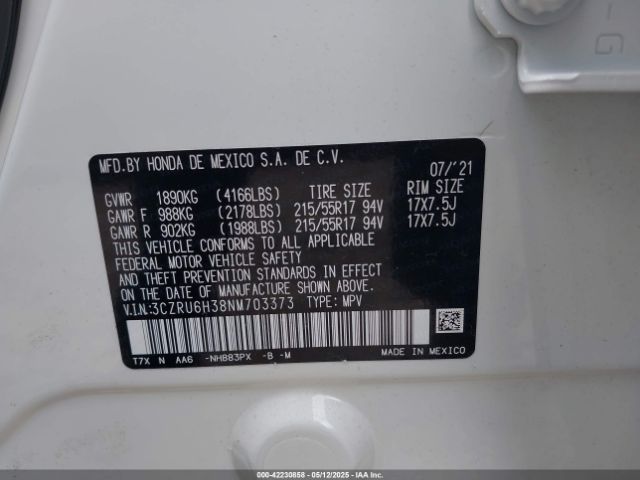 G
MFD.BY HONDA DE MEXICO S.A. DE C.V. 07/'21
GVWR 1890KG (4166LBS) TIRE SIZE RIM SIZE
GAWR F 988KG (2178LBS) 215/55R17 94V 17X7.5J
GAWR R 902KG (1988LBS) 215/55R17 94V 17X7.5J
THIS VEHICLE CONFORMS TO ALL APPLICABLE
FEDERAL MOTOR VEHICLE SAFETY
AND THEFT PREVENTION STANDARDS IN EFFECT
ON THE DATE OF MANUFACTURE SHOWN ABOVE.
V.I.N.:3CZRU6H38NM703373 TYPE: MPV
T7X N AA6 -NH883PX -B -M
MADE IN MEXICO
000-42230858 - 05/12/2025 - IAAI.COM